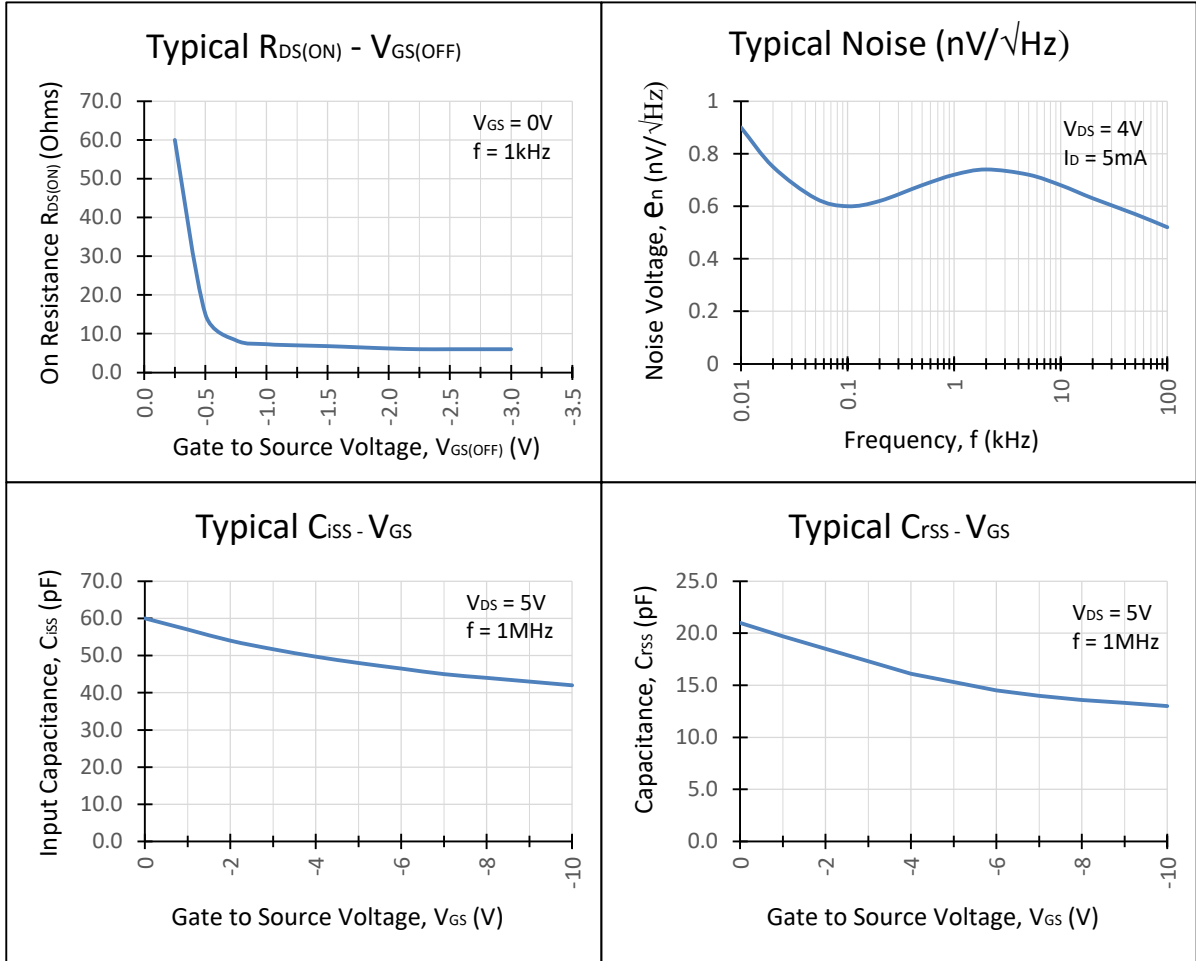 Typical RDS(ON) - VGS(OFF)
On Resistance RDS(ON) (Ohms)
70.0
60.0
50.0
40.0
30.0
20.0
10.0
0.0
VGS = 0V
f = 1kHz
0.0
-0.5
-1.0
-1.5
-2.0
-2.5
-3.0
-3.5
Gate to Source Voltage, VGS(OFF) (V)
Typical Noise (nV/√Hz)
Noise Voltage, en (nV/√Hz)
1
0.8
0.6
0.4
0.2
0
VDS = 4V
ID = 5mA
0.01
0.1
1
10
100
Frequency, f (kHz)
Typical CiSS - VGS
Input Capacitance, CiSS (pF)
70.0
60.0
50.0
40.0
30.0
20.0
10.0
0.0
VDS = 5V
f = 1MHz
0
-2
-4
-6
-8
-10
Gate to Source Voltage, VGS (V)
Typical CrSS - VGS
Capacitance, CrSS (pF)
25.0
20.0
15.0
10.0
5.0
0.0
VDS = 5V
f = 1MHz
0
-2
-4
-6
-8
-10
Gate to Source Voltage, VGS (V)